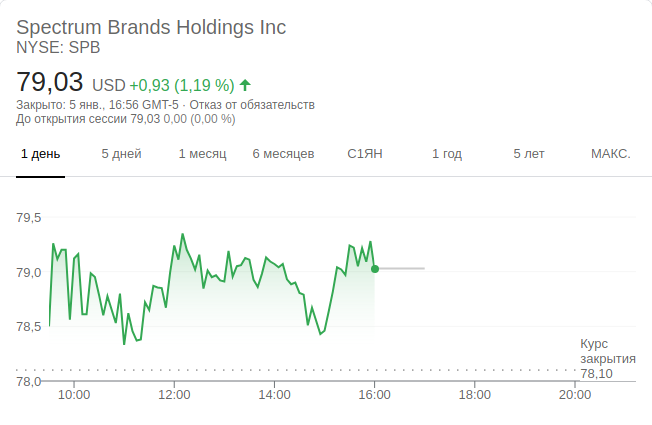 Spectrum Brands Holdings Inc
NYSE: SPB
79,03 USD +0,93 (1,19 %)
Закрыто: 5 янв., 16:56 GMT-5 · Отказ от обязательств
До открытия сессии 79,03 0,00 (0,00 %)
1 день 5 дней 1 месяц 6 месяцев С1ЯН 1 год 5 лет МАКС.
79,5
79,0
78,5
Курс
закрытия
78,10
78,0
10:00 12:00 14:00 16:00 18:00 20:00